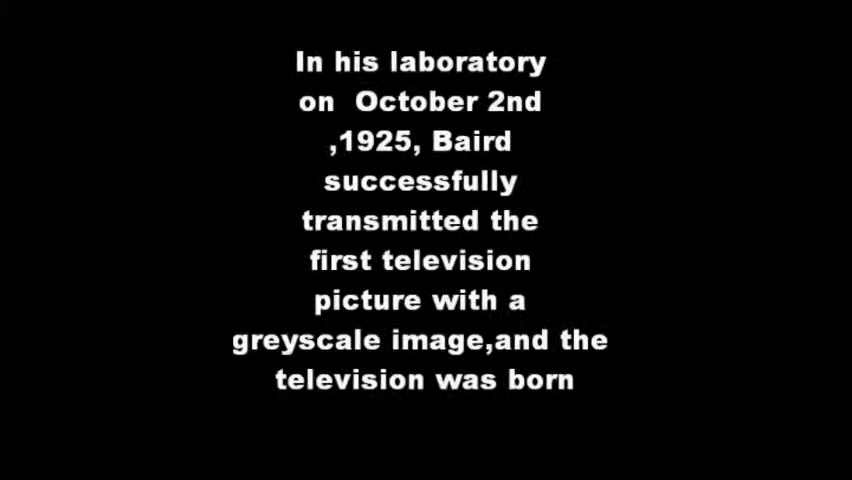 In his laboratory
on  October 2nd
,1925, Baird
successfully
transmitted the
first television
picture with a
greyscale image,and the
television was born